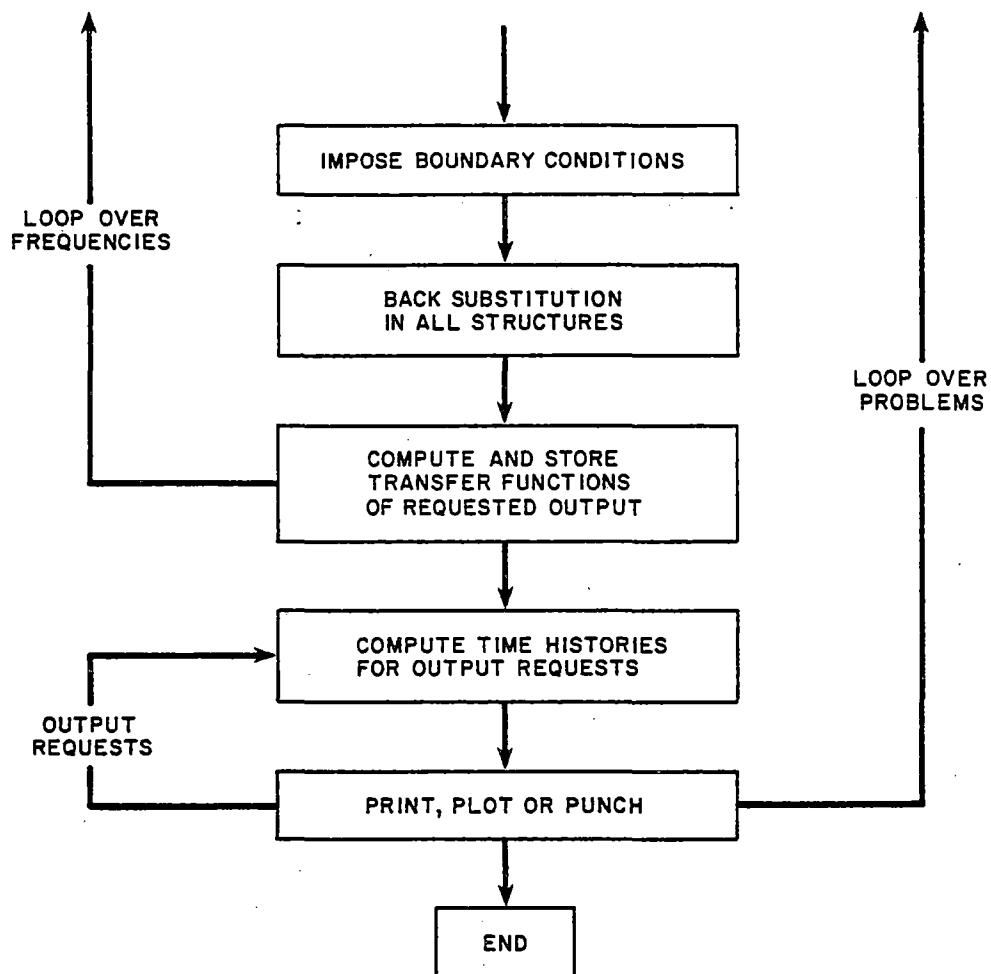 IMPOSE BOUNDARY CONDITIONS
LOOP OVER
FREQUENCIES
BACK SUBSTITUTION
IN ALL STRUCTURES
LOOP OVER
PROBLEMS
COMPUTE AND STORE
TRANSFER FUNCTIONS
OF REQUESTED OUTPUT
COMPUTE TIME HISTORIES
FOR OUTPUT REQUESTS
OUTPUT
REQUESTS
PRINT, PLOT OR PUNCH
END